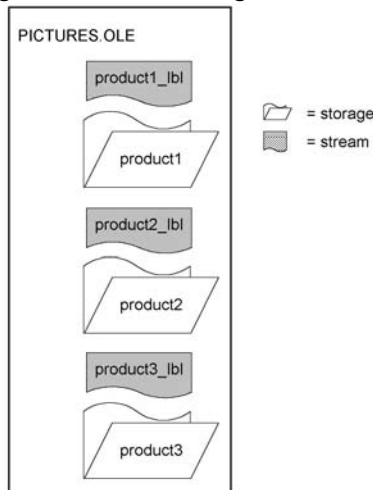 PICTURES.OLE
product1_lbl
product1
= storage
= stream
product2_lbl
product2
product3_lbl
product3